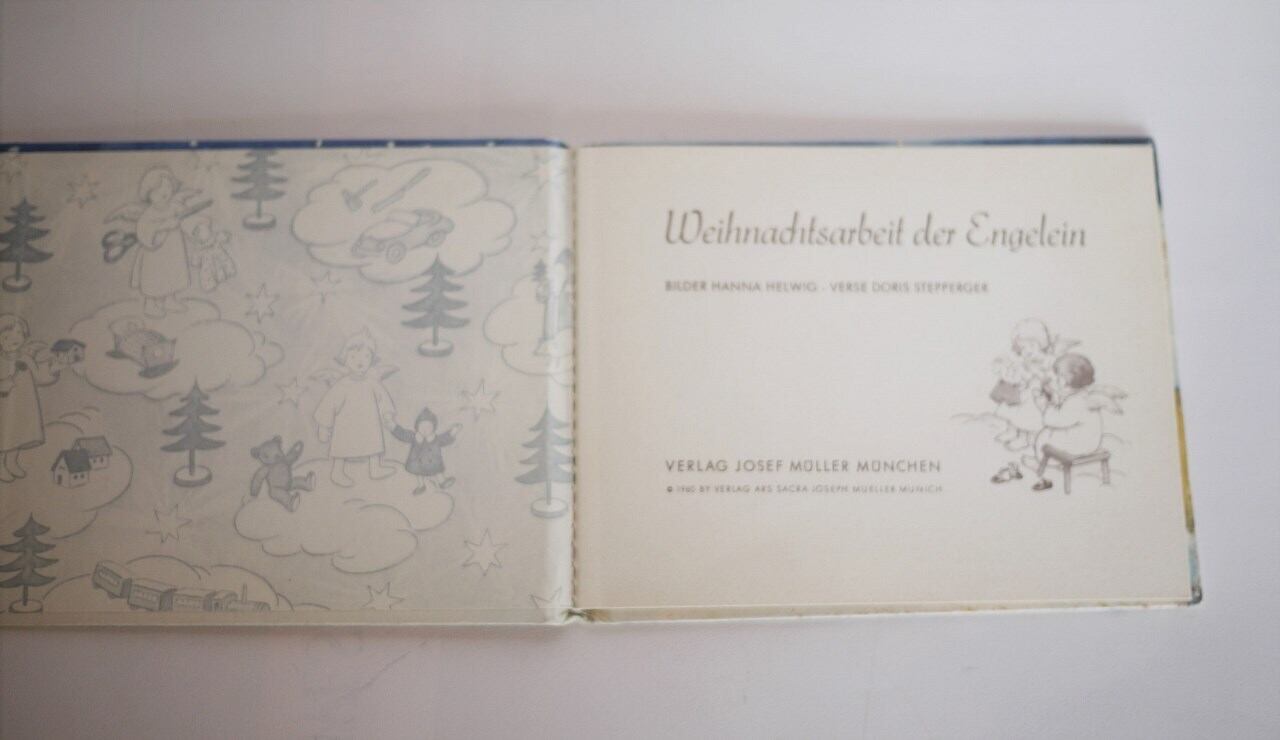 Weihnachtsarbeit der Engelein
BILDER HANNA HELWIG · VERSE DORIS STEPPERGER
VERLAG JOSEF MÜLLER MÜNCHEN
© 1960 BY VERLAG ARS SACRA JOSEPH MUELLER MUNICH